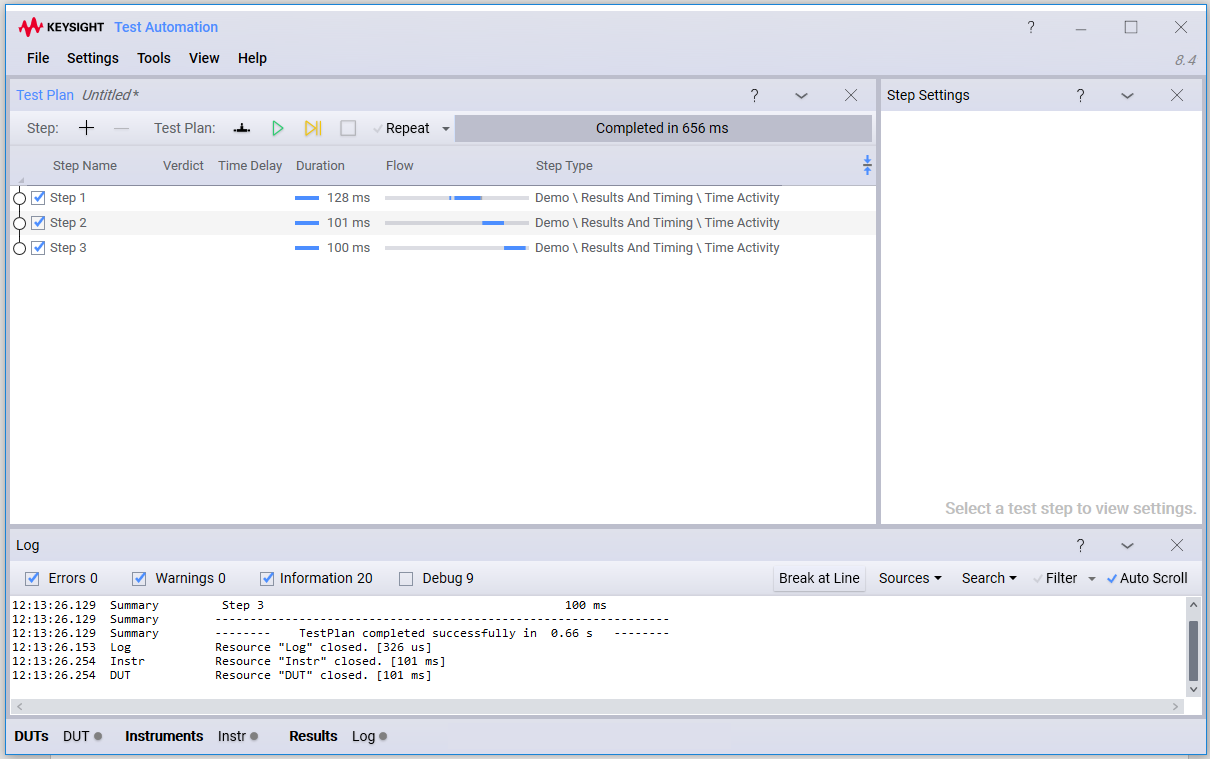 KEYSIGHT Test Automation ?
File Settings Tools View Help 8.4
Test Plan Untitled* ?
Step Settings ?
Step: Test Plan: Repeat Completed in 656 ms
Step Name Verdict Time Delay Duration Flow Step Type
Step 1 128 ms Demo \ Results And Timing \ Time Activity
Step 2 101 ms Demo \ Results And Timing \ Time Activity
Step 3 100 ms Demo \ Results And Timing \ Time Activity
Select a test step to view settings.
Log ?
Errors 0 Warnings 0 Information 20 Debug 9 Break at Line Sources Search Filter Auto Scroll
12:13:26.129 Summary Step 3 100 ms
12:13:26.129 Summary -----------------------------------------------------------------
12:13:26.129 Summary -------- TestPlan completed successfully in 0.66 s --------
12:13:26.153 Log Resource "Log" closed. [326 us]
12:13:26.254 Instr Resource "Instr" closed. [101 ms]
12:13:26.254 DUT Resource "DUT" closed. [101 ms]
DUTs DUT Instruments Instr Results Log